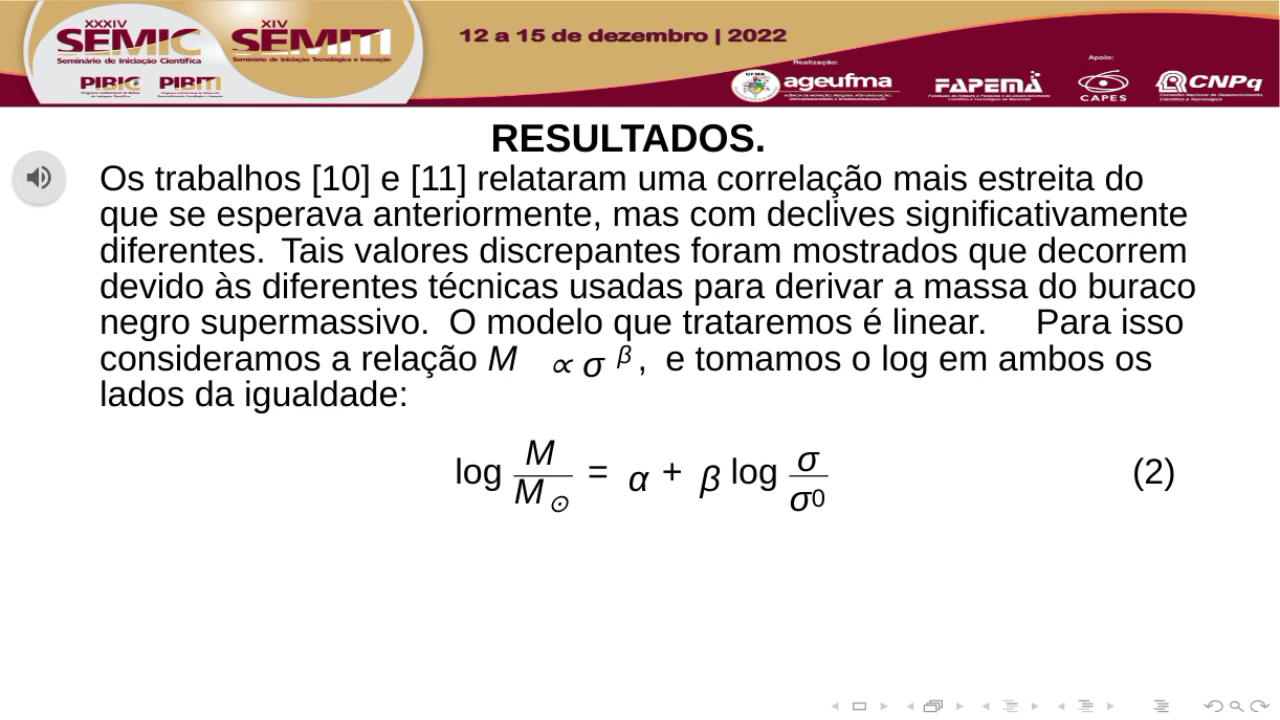 XXXIV
SEMIC
Seminário de Iniciação Científica
PIBIC PIBITI
XIV
SEMITI
Seminário de Iniciação Tecnológica e Inovação
12 a 15 de dezembro | 2022
Realização:
UFMA
ageufma
FAPEMA
Apoio:
CAPES
CNPq
RESULTADOS.
Os trabalhos [10] e [11] relataram uma correlação mais estreita do
que se esperava anteriormente, mas com declives significativamente
diferentes. Tais valores discrepantes foram mostrados que decorrem
devido às diferentes técnicas usadas para derivar a massa do buraco
negro supermassivo. O modelo que trataremos é linear. Para isso
consideramos a relação M ∝ σ^β, e tomamos o log em ambos os
lados da igualdade:
log M/M⊙ = α + β log σ/σ0 (2)